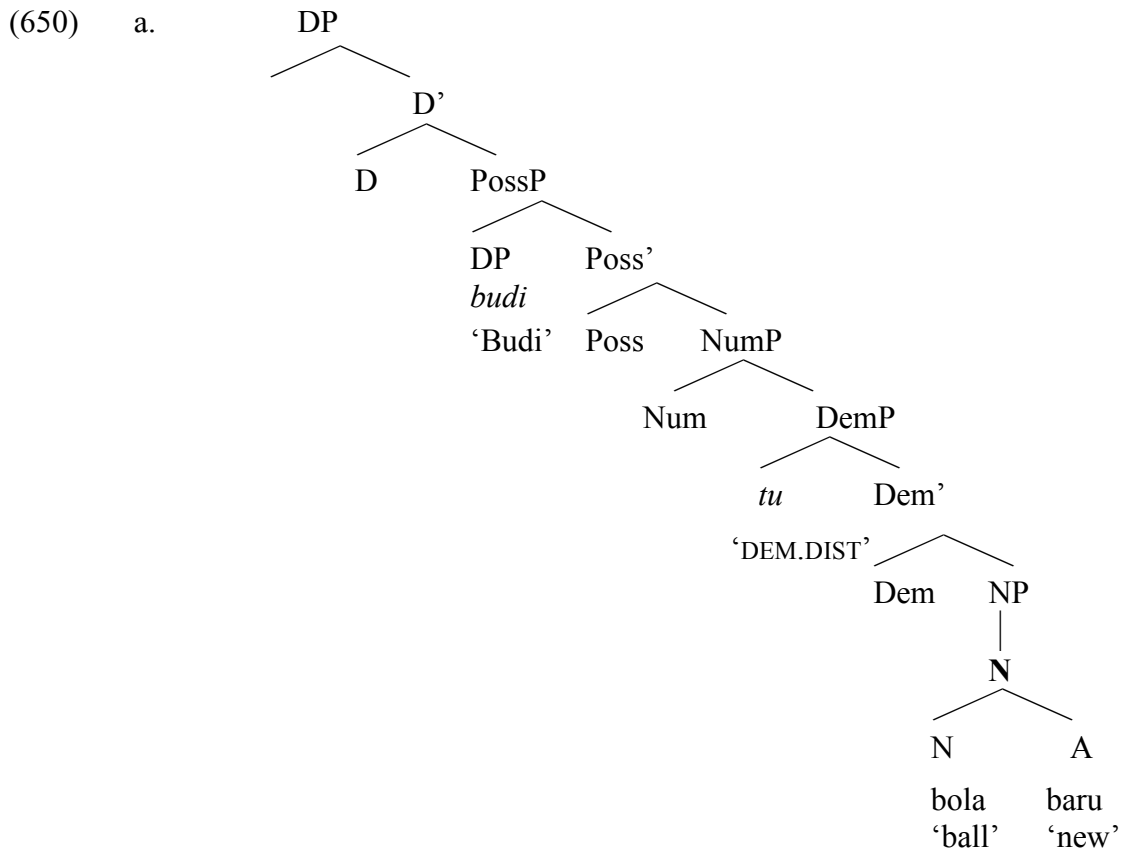 (650) a. DP
D’
D PossP
DP Poss’
budi
‘Budi’ Poss NumP
Num DemP
tu Dem’
‘DEM.DIST’
Dem NP
N
N A
bola baru
‘ball’ ‘new’